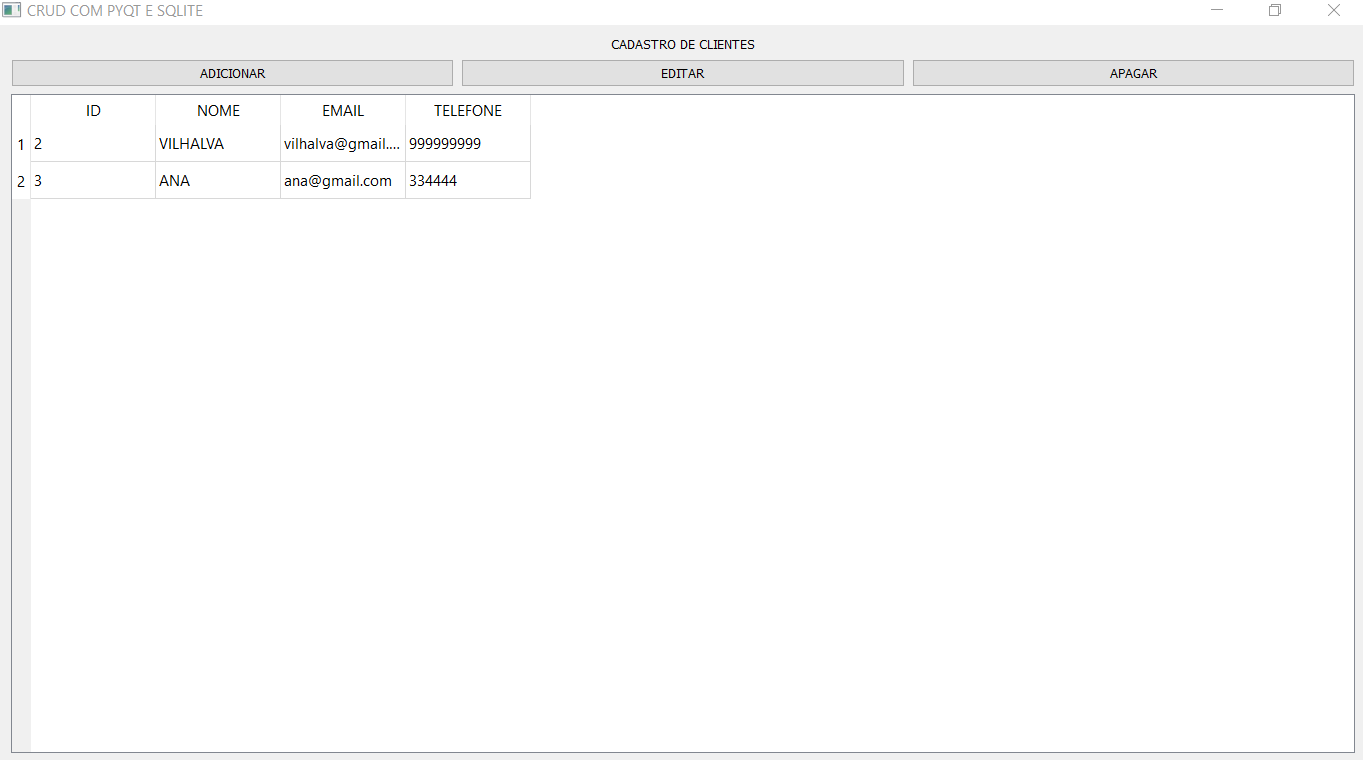 CRUD COM PYQT E SQLITE
CADASTRO DE CLIENTES
ADICIONAR EDITAR APAGAR
ID NOME EMAIL TELEFONE
1 2 VILHALVA vilhalva@gmail.... 999999999
2 3 ANA ana@gmail.com 334444